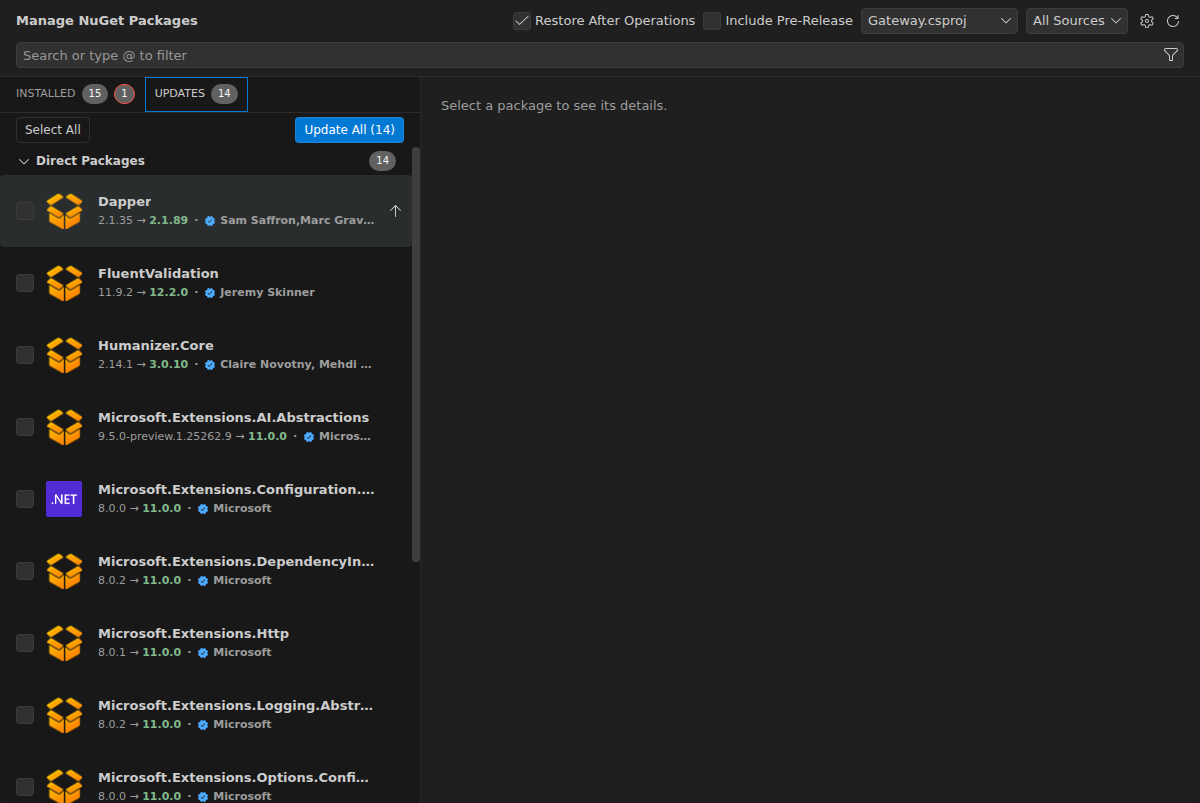 Manage NuGet Packages
Restore After Operations
Include Pre-Release
Gateway.csproj
All Sources
Search or type @ to filter
INSTALLED 15 1 UPDATES 14
Select a package to see its details.
Select All
Update All (14)
Direct Packages 14
Dapper
2.1.35 → 2.1.89 · Sam Saffron,Marc Grav...
FluentValidation
11.9.2 → 12.2.0 · Jeremy Skinner
Humanizer.Core
2.14.1 → 3.0.10 · Claire Novotny, Mehdi ...
Microsoft.Extensions.AI.Abstractions
9.5.0-preview.1.25262.9 → 11.0.0 · Micros...
.NET
Microsoft.Extensions.Configuration....
8.0.0 → 11.0.0 · Microsoft
Microsoft.Extensions.DependencyIn...
8.0.2 → 11.0.0 · Microsoft
Microsoft.Extensions.Http
8.0.1 → 11.0.0 · Microsoft
Microsoft.Extensions.Logging.Abstr...
8.0.2 → 11.0.0 · Microsoft
Microsoft.Extensions.Options.Confi...
8.0.0 → 11.0.0 · Microsoft